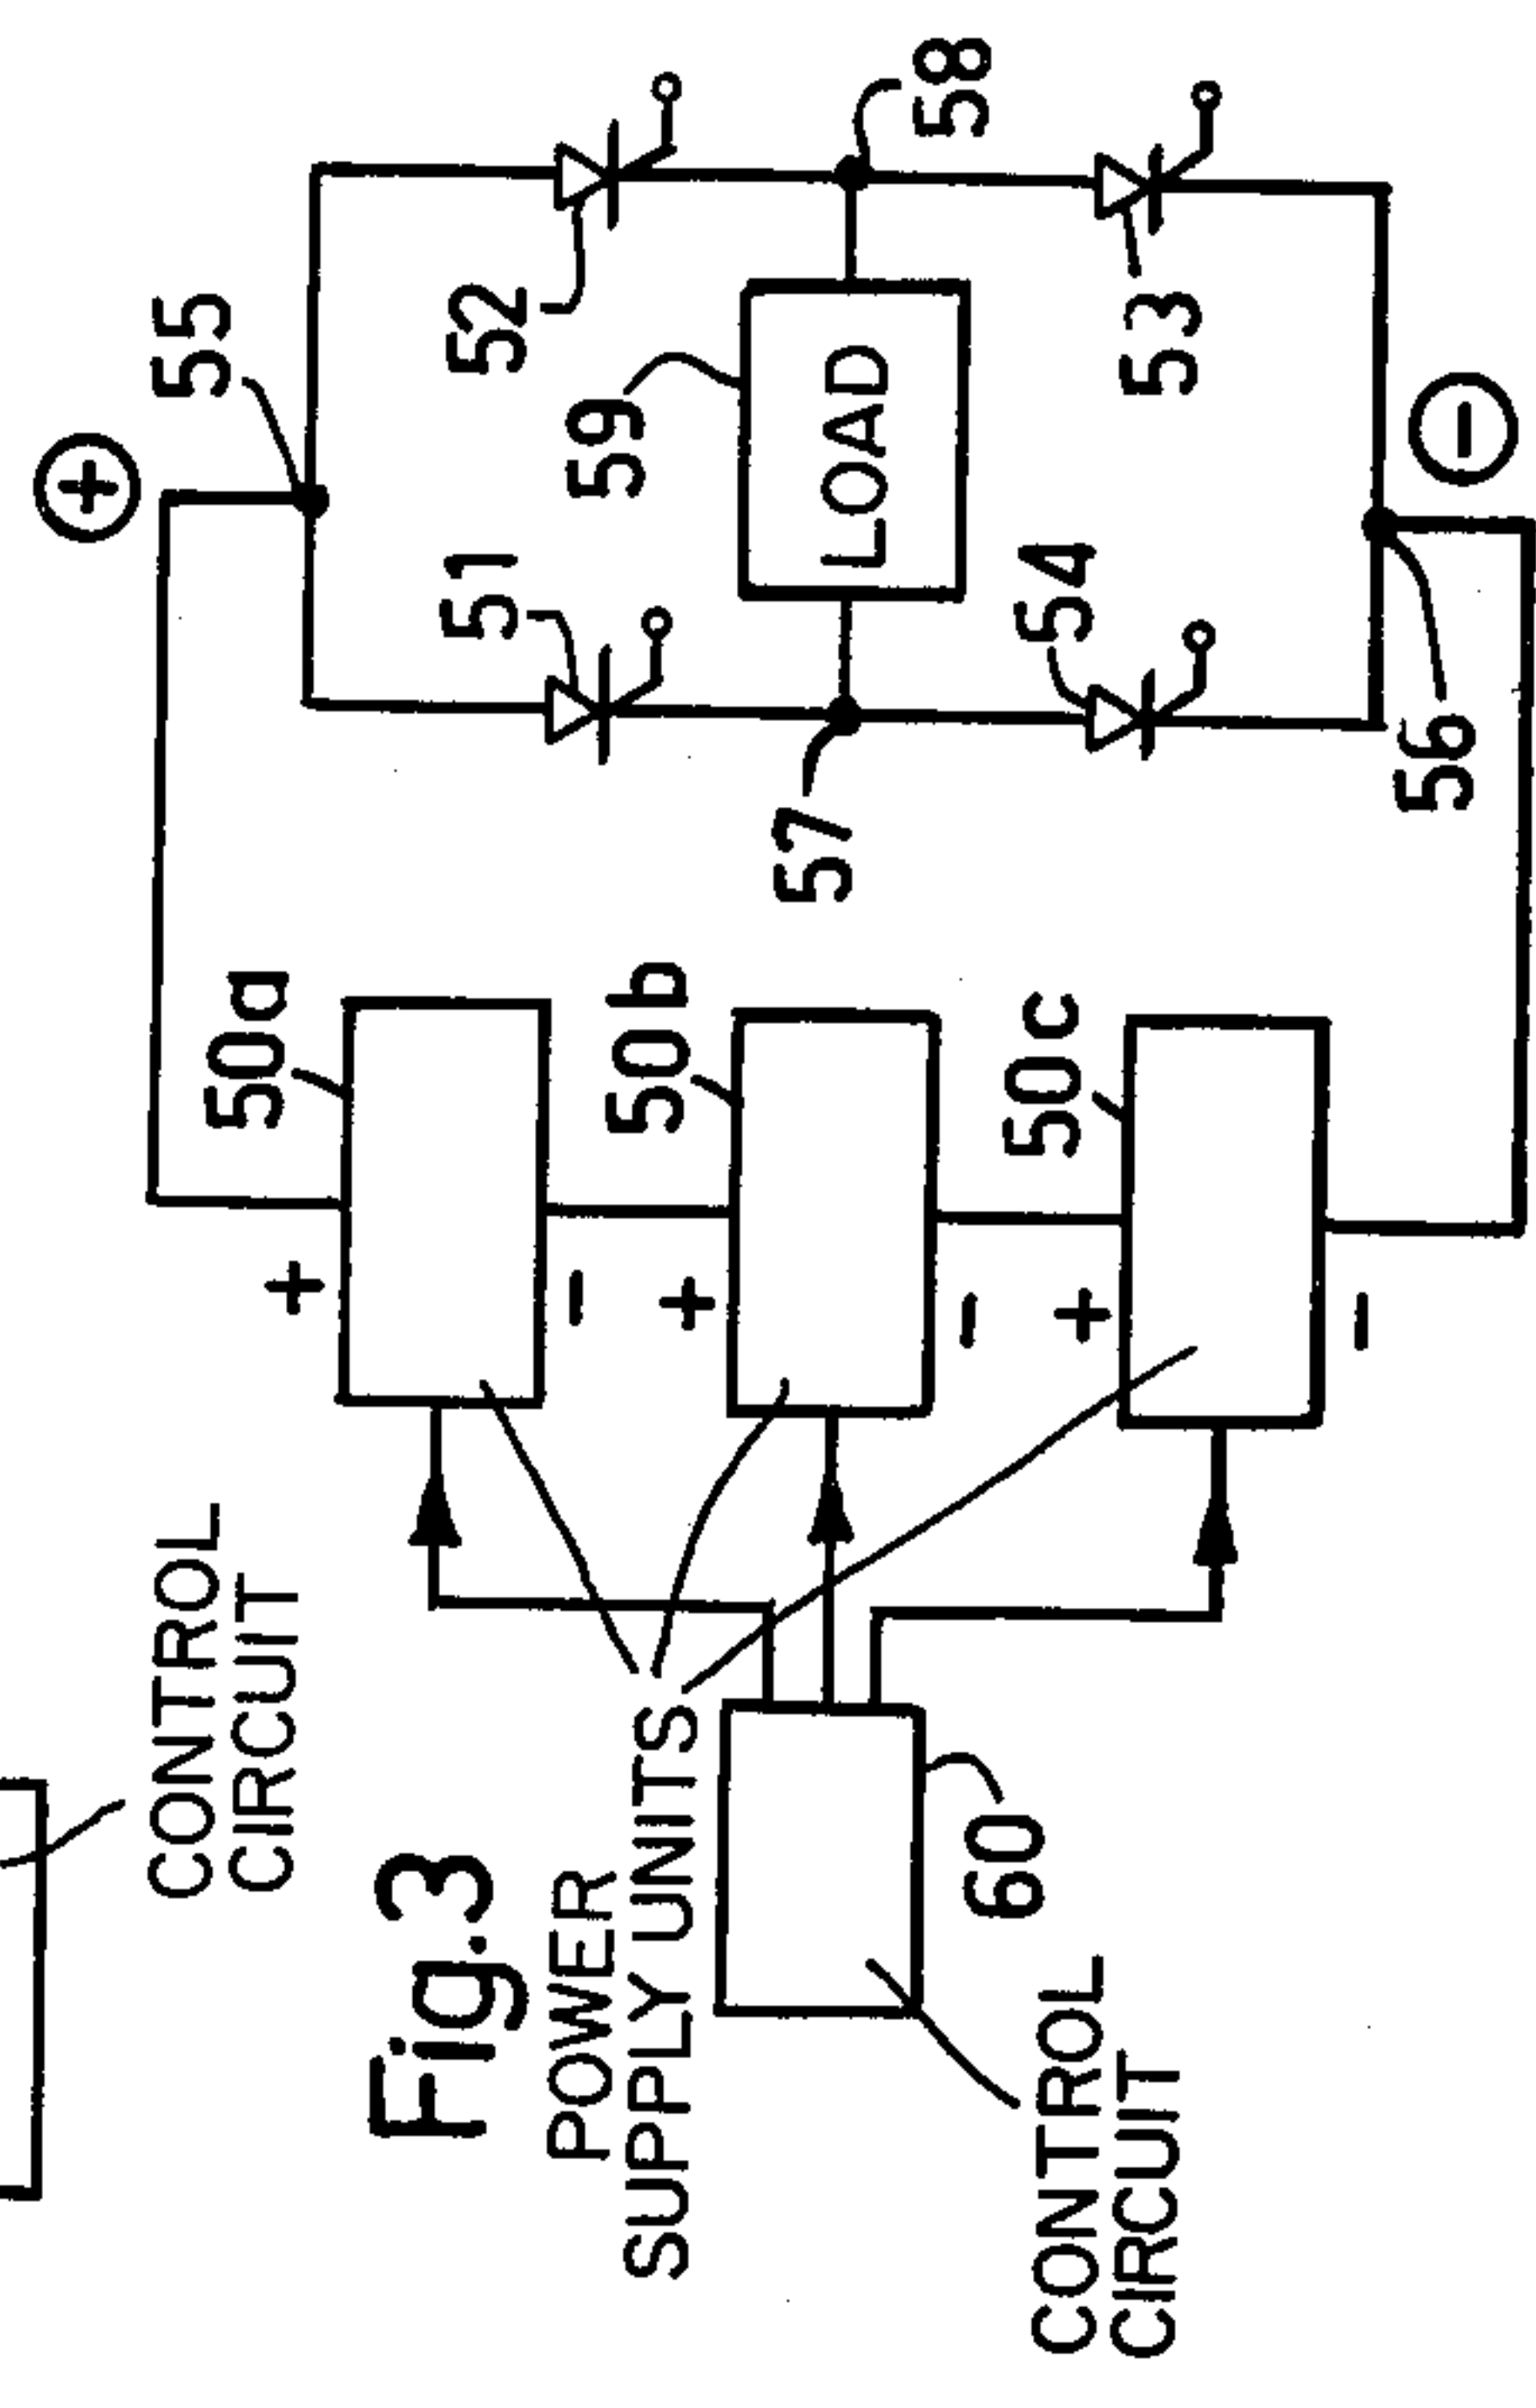 CONTROL
CIRCUIT
Fig.3
POWER
SUPPLY UNITS
CONTROL
CIRCUIT
60
50a
50b
50c
+
-
+
-
+
-
+
-
55
51
52
59
LOAD
57
58
54
53
56